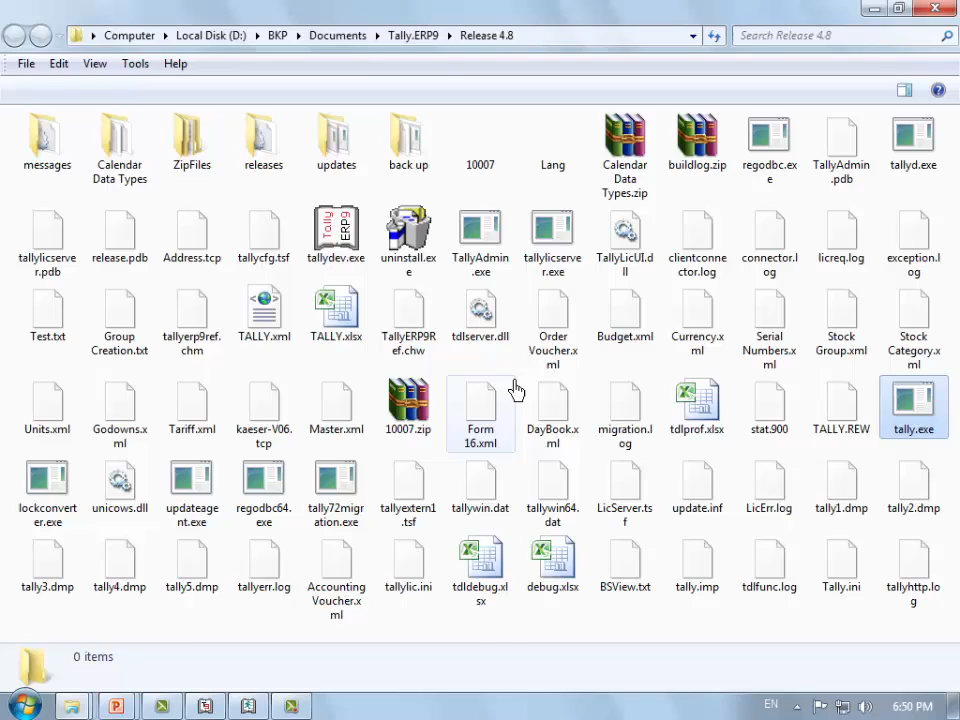 Computer Local Disk (D:) BKP Documents Tally.ERP9 Release 4.8 Search Release 4.8
File Edit View Tools Help
messages
Calendar
Data Types
ZipFiles
releases
updates
back up
10007
Lang
Calendar
Data
Types.zip
buildlog.zip
regodbc.ex
e
TallyAdmin
.pdb
tallyd.exe
tallylicserve
r.pdb
release.pdb
Address.tcp
tallycfg.tsf
Tally
ERP9
tallydev.exe
uninstall.ex
e
TallyAdmin
.exe
tallylicserve
r.exe
TallyLicUI.d
ll
clientconne
ctor.log
connector.l
og
licreq.log
exception.l
og
Test.txt
Group
Creation.txt
tallyerp9ref.
chm
TALLY.xml
TALLY.xlsx
TallyERP9R
ef.chw
tdlserver.dll
Order
Voucher.x
ml
Budget.xml
Currency.x
ml
Serial
Numbers.x
ml
Stock
Group.xml
Stock
Category.x
ml
Units.xml
Godowns.x
ml
Tariff.xml
kaeser-V06.
tcp
Master.xml
10007.zip
Form
16.xml
DayBook.x
ml
migration.l
og
tdlprof.xlsx
stat.900
TALLY.REW
tally.exe
lockconvert
er.exe
unicows.dll
updateage
nt.exe
regodbc64.
exe
tally72migr
ation.exe
tallyextern1
.tsf
tallywin.dat
tallywin64.
dat
LicServer.ts
f
update.inf
LicErr.log
tally1.dmp
tally2.dmp
tally3.dmp
tally4.dmp
tally5.dmp
tallyerr.log
Accounting
Voucher.x
ml
tallylic.ini
tdldebug.xl
sx
debug.xlsx
BSView.txt
tally.imp
tdlfunc.log
Tally.ini
tallyhttp.lo
g
0 items
EN 6:50 PM